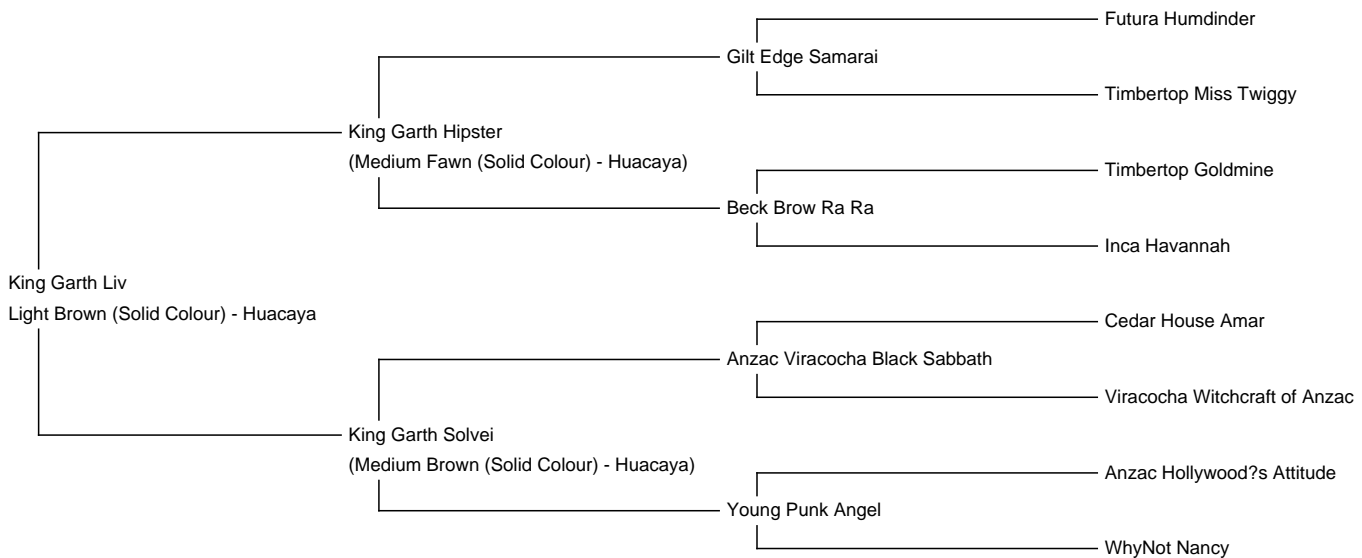 Futura Humdinder
Gilt Edge Samarai
Timbertop Miss Twiggy
King Garth Hipster
(Medium Fawn (Solid Colour) - Huacaya)
Timbertop Goldmine
Beck Brow Ra Ra
Inca Havannah
King Garth Liv
Light Brown (Solid Colour) - Huacaya
Cedar House Amar
Anzac Viracocha Black Sabbath
Viracocha Witchcraft of Anzac
King Garth Solvei
(Medium Brown (Solid Colour) - Huacaya)
Anzac Hollywood?s Attitude
Young Punk Angel
WhyNot Nancy